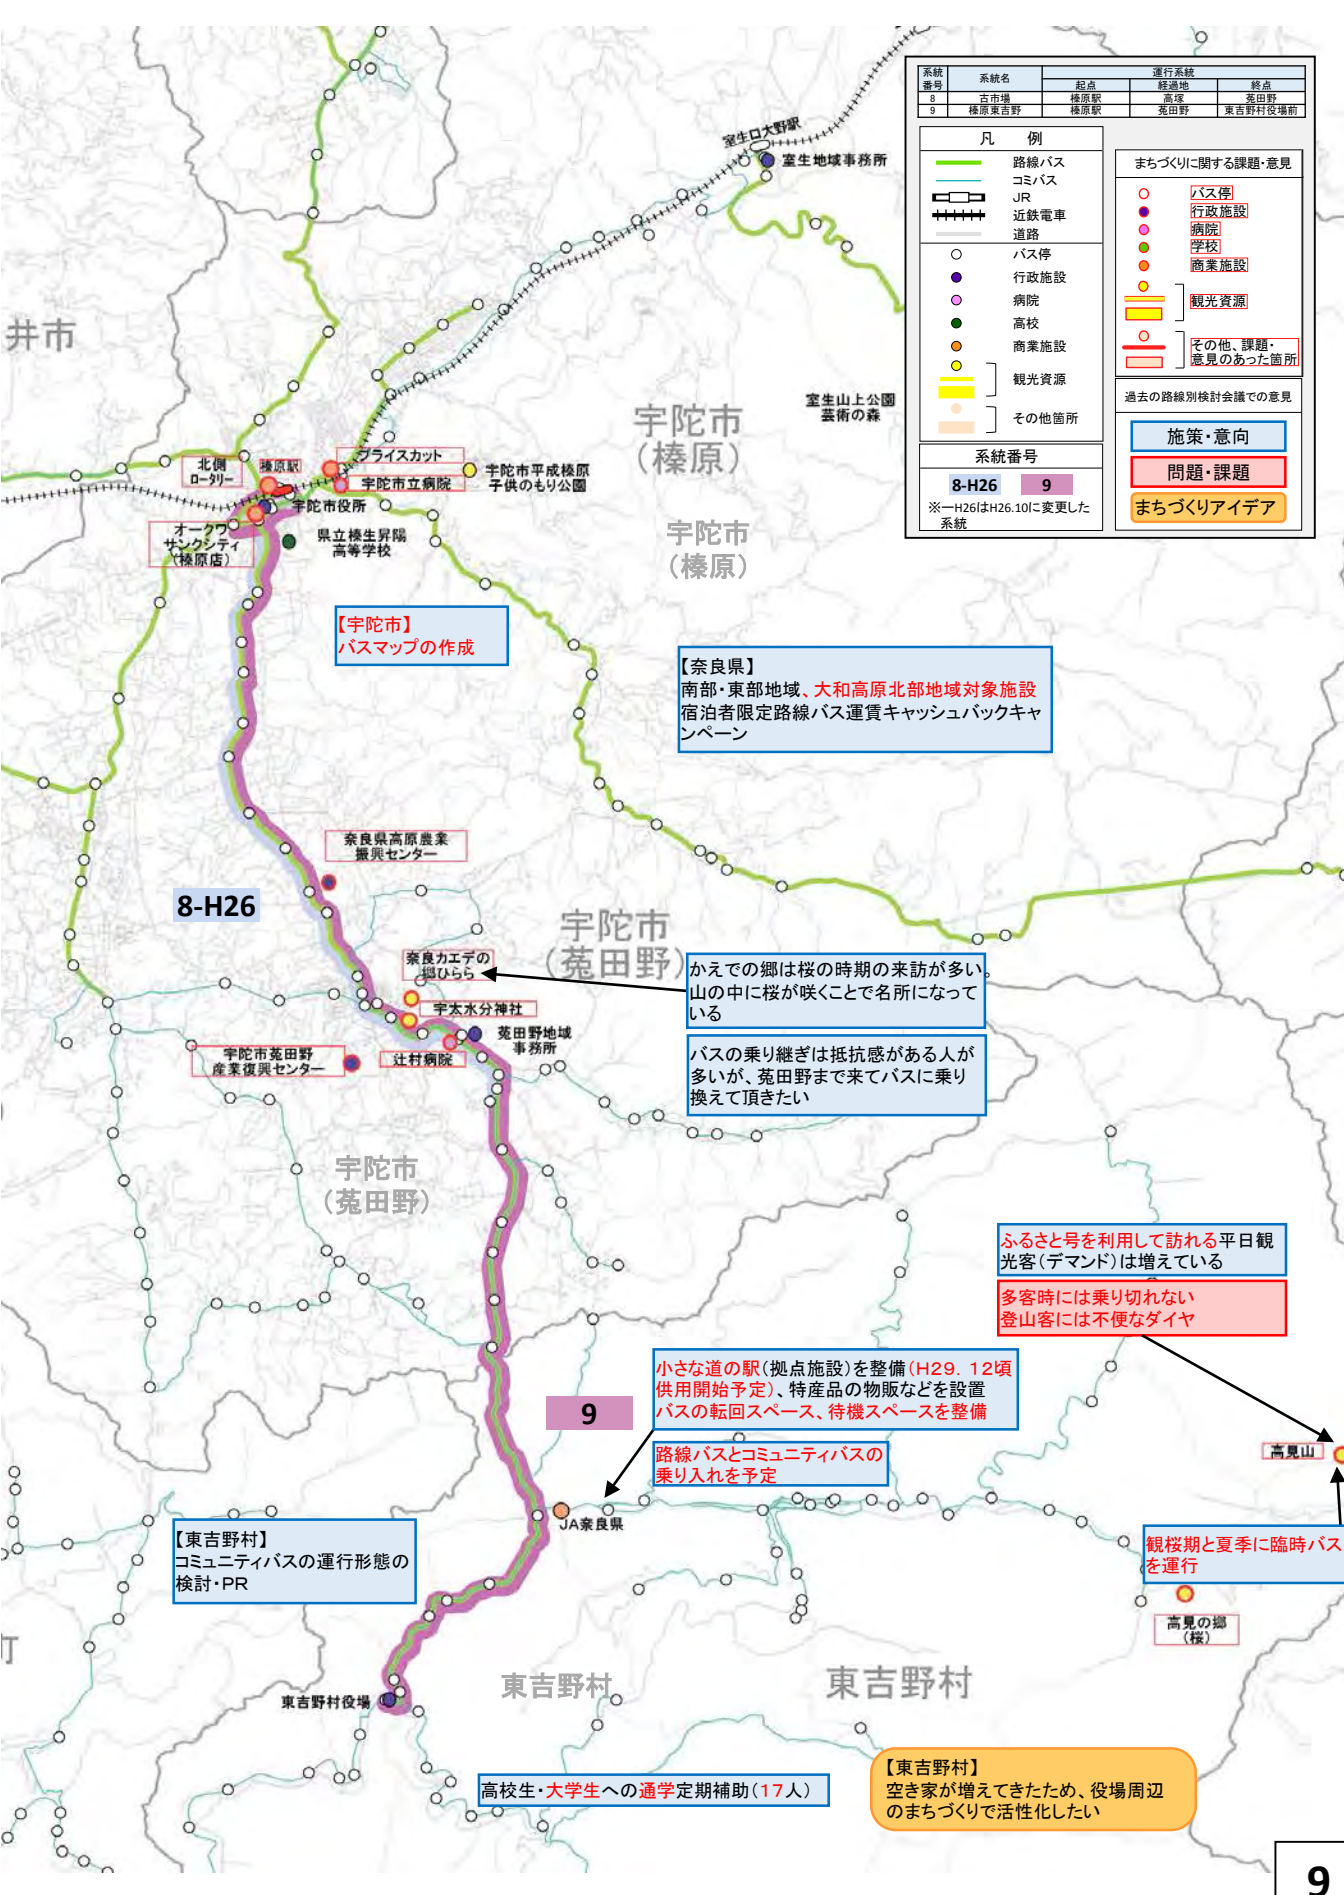 系統番号
系統名
運行系統
起点
経過地
終点
8
古市場
榛原駅
高塚
菟田野
9
榛原東吉野
榛原駅
菟田野
東吉野村役場前
凡　例
路線バス
コミバス
JR
近鉄電車
道路
バス停
行政施設
病院
高校
商業施設
観光資源
その他箇所
系統番号
8-H26
9
※ーH26はH26.10に変更した
系統
まちづくりに関する課題・意見
バス停
行政施設
病院
学校
商業施設
観光資源
その他、課題・
意見のあった箇所
過去の路線別検討会議での意見
施策・意向
問題・課題
まちづくりアイデア
室生口大野駅
室生地域事務所
井市
宇陀市
（榛原）
室生山上公園
芸術の森
北側
ロータリー
榛原駅
プライスカット
宇陀市立病院
宇陀市平成榛原
子供のもり公園
宇陀市役所
オークワ
サンクシティ
（榛原店）
県立榛生昇陽
高等学校
宇陀市
（榛原）
【宇陀市】
バスマップの作成
【奈良県】
南部・東部地域、大和高原北部地域対象施設
宿泊者限定路線バス運賃キャッシュバックキャ
ンペーン
奈良県高原農業
振興センター
8-H26
宇陀市
（菟田野）
奈良カエデの
郷ひらら
かえでの郷は桜の時期の来訪が多い。
山の中に桜が咲くことで名所になって
いる
宇太水分神社
菟田野地域
事務所
辻村病院
宇陀市菟田野
産業復興センター
バスの乗り継ぎは抵抗感がある人が
多いが、菟田野まで来てバスに乗り
換えて頂きたい
宇陀市
（菟田野）
ふるさと号を利用して訪れる平日観
光客（デマンド）は増えている
多客時には乗り切れない
登山客には不便なダイヤ
小さな道の駅（拠点施設）を整備（H29．12頃
供用開始予定）、特産品の物販などを設置
バスの転回スペース、待機スペースを整備
9
路線バスとコミュニティバスの
乗り入れを予定
高見山
JA奈良県
【東吉野村】
コミュニティバスの運行形態の
検討・PR
観桜期と夏季に臨時バス
を運行
高見の郷
（桜）
町
東吉野村
東吉野村
東吉野村役場
高校生・大学生への通学定期補助（17人）
【東吉野村】
空き家が増えてきたため、役場周辺
のまちづくりで活性化したい
9